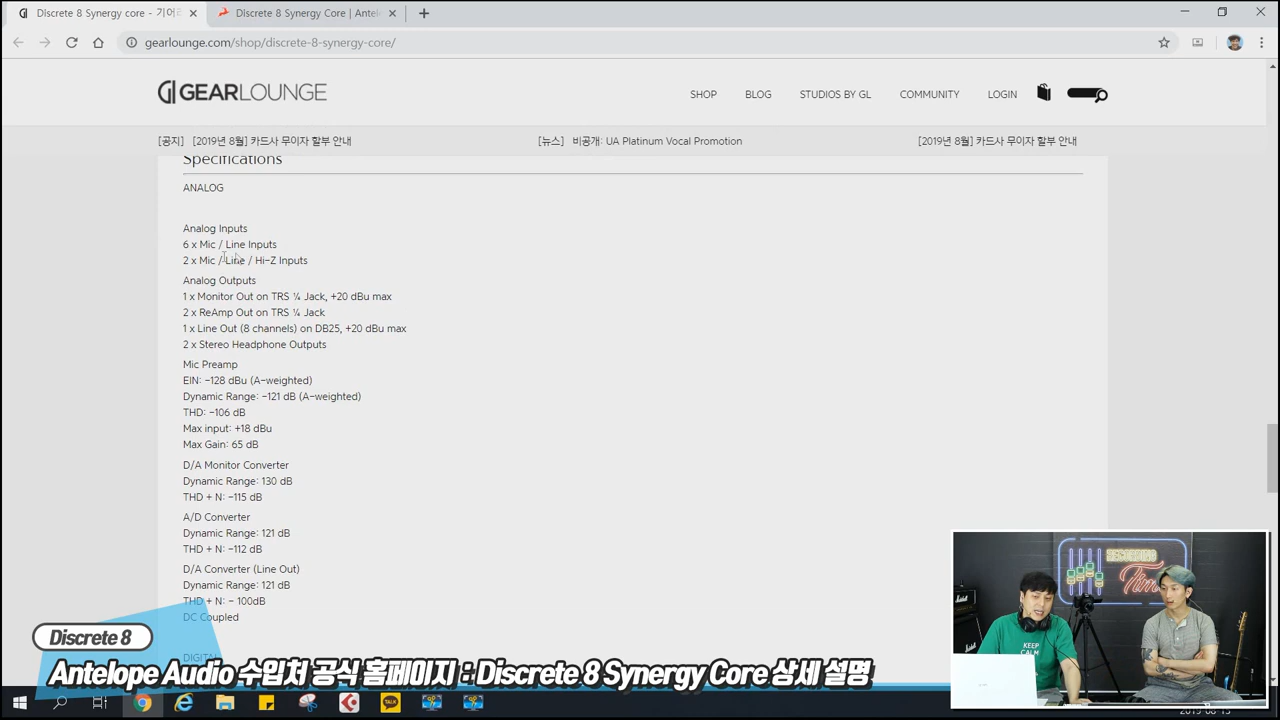 Discrete 8 Synergy core - 기어리
Discrete 8 Synergy Core | Antel
gearlounge.com/shop/discrete-8-synergy-core/
GEARLOUNGE
SHOP
BLOG
STUDIOS BY GL
COMMUNITY
LOGIN
[공지] [2019년 8월] 카드사 무이자 할부 안내
[뉴스] 비공개: UA Platinum Vocal Promotion
[2019년 8월] 카드사 무이자 할부 안내
Specifications
ANALOG
Analog Inputs
6 x Mic / Line Inputs
2 x Mic / Line / Hi-Z Inputs
Analog Outputs
1 x Monitor Out on TRS ¼ Jack, +20 dBu max
2 x ReAmp Out on TRS ¼ Jack
1 x Line Out (8 channels) on DB25, +20 dBu max
2 x Stereo Headphone Outputs
Mic Preamp
EIN: -128 dBu (A-weighted)
Dynamic Range: -121 dB (A-weighted)
THD: -106 dB
Max input: +18 dBu
Max Gain: 65 dB
D/A Monitor Converter
Dynamic Range: 130 dB
THD + N: -115 dB
A/D Converter
Dynamic Range: 121 dB
THD + N: -112 dB
D/A Converter (Line Out)
Dynamic Range: 121 dB
THD + N: - 100dB
DC Coupled
DIGITAL
RECORDING
Time
Marshall
KEEP
CALM
Discrete 8
Antelope Audio 수입처 공식 홈페이지 : Discrete 8 Synergy Core 상세 설명
TALK